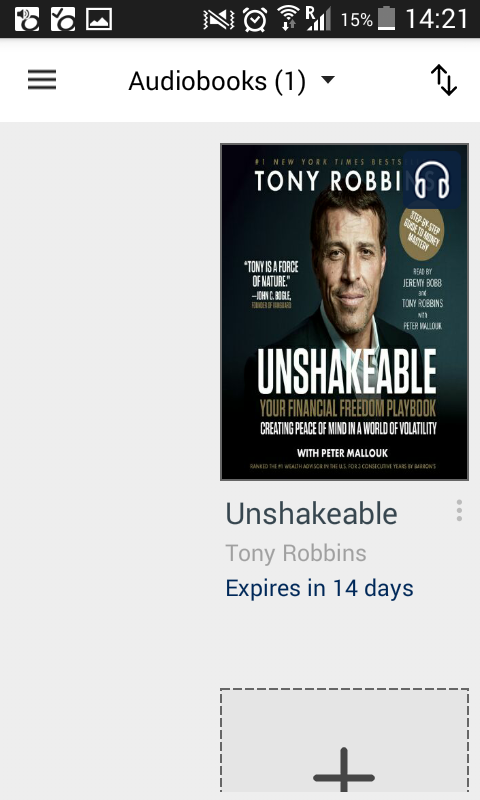 R
15%
14:21
Audiobooks (1)
#1 NEW YORK TIMES BESTS
TONY ROBBINS
STEP-BY-STEP
GUIDE TO MONEY
MASTERY
"TONY IS A FORCE
OF NATURE."
—JOHN C. BOGLE,
FOUNDER OF VANGUARD
READ BY
JEREMY BOBB
and
TONY ROBBINS
with
PETER MALLOUK
UNSHAKEABLE
YOUR FINANCIAL FREEDOM PLAYBOOK
CREATING PEACE OF MIND IN A WORLD OF VOLATILITY
WITH PETER MALLOUK
RANKED THE #1 WEALTH ADVISOR IN THE U.S. FOR 3 CONSECUTIVE YEARS BY BARRON'S
Unshakeable
Tony Robbins
Expires in 14 days